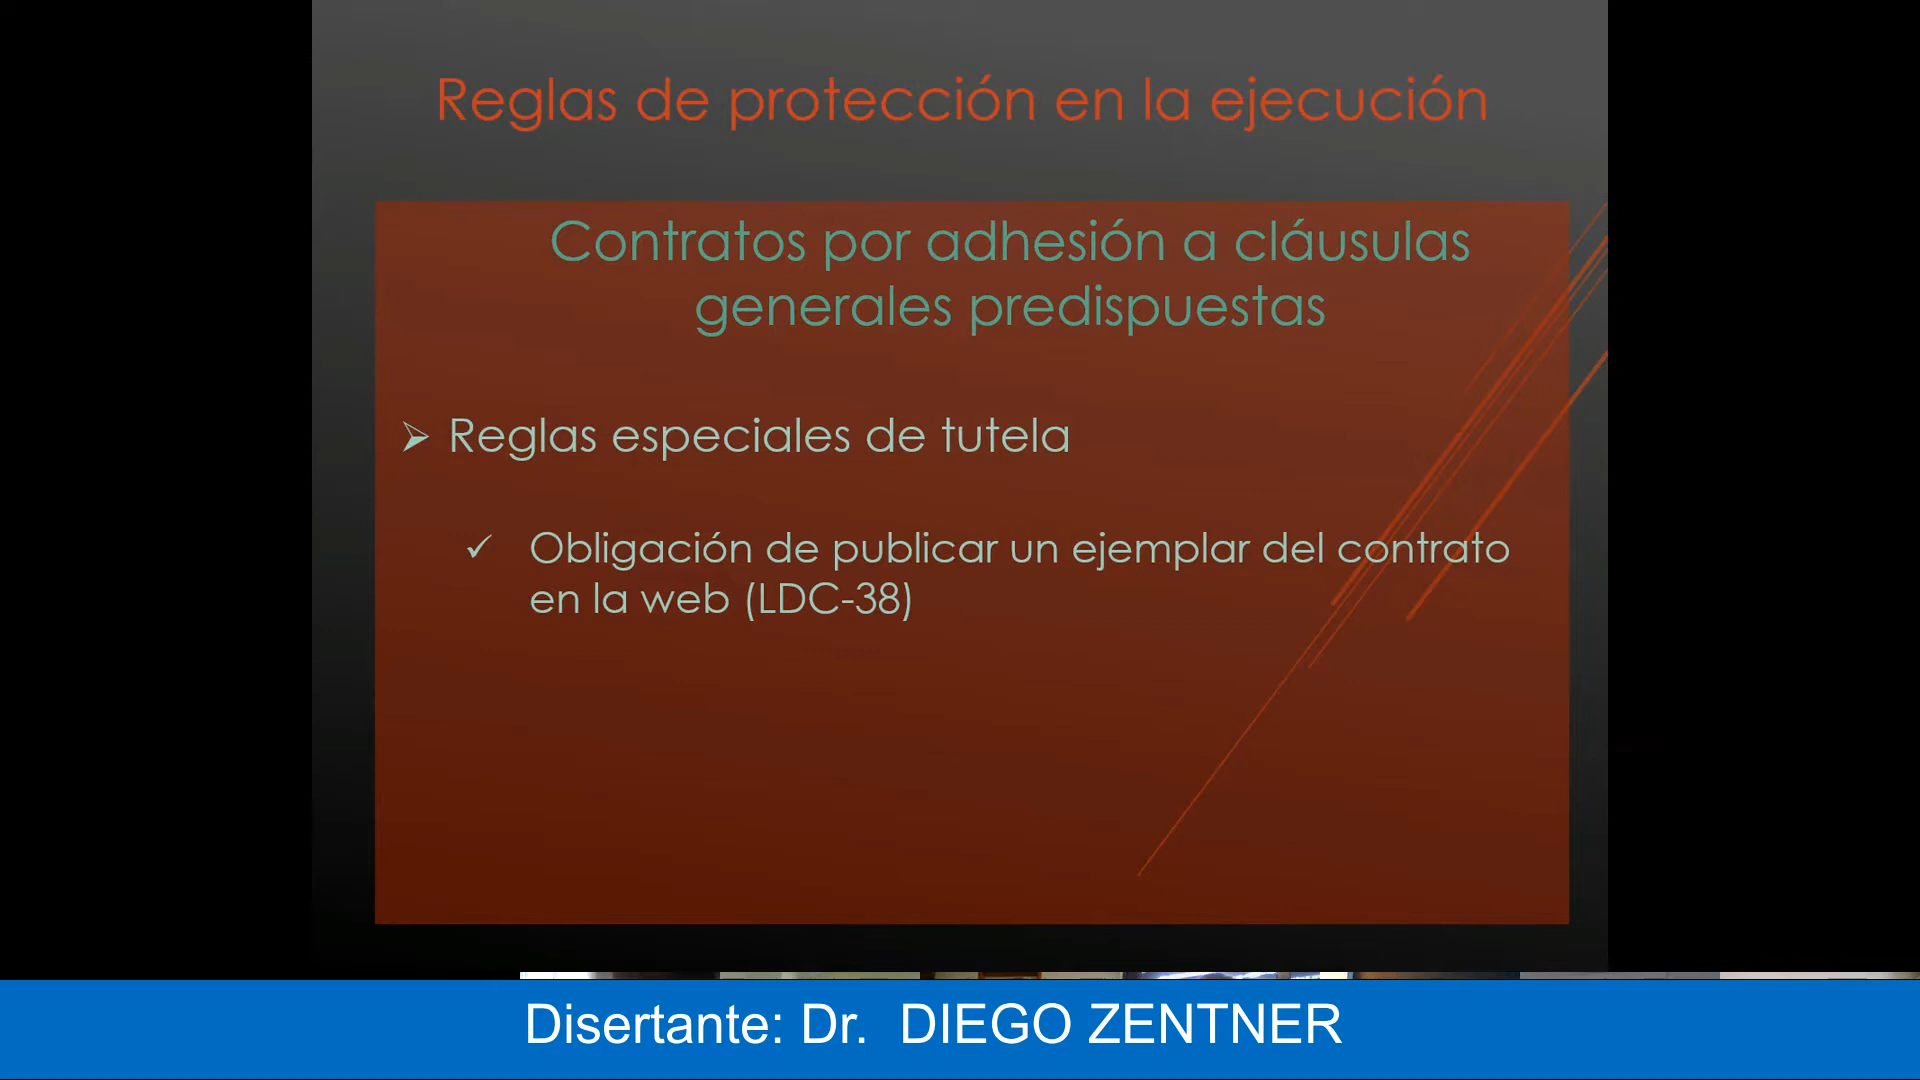 Reglas de protección en la ejecución
Contratos por adhesión a cláusulas
generales predispuestas
Reglas especiales de tutela
Obligación de publicar un ejemplar del contrato
en la web (LDC-38)
Disertante: Dr.  DIEGO ZENTNER